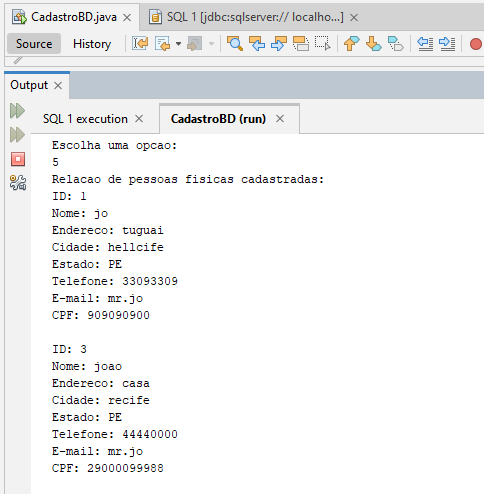 CadastroBD.java
SQL 1 [jdbc:sqlserver:// localho...]
Source
History
Output
SQL 1 execution
CadastroBD (run)
Escolha uma opcao:
5
Relacao de pessoas fisicas cadastradas:
ID: 1
Nome: jo
Endereco: tuguai
Cidade: hellcife
Estado: PE
Telefone: 33093309
E-mail: mr.jo
CPF: 909090900
ID: 3
Nome: joao
Endereco: casa
Cidade: recife
Estado: PE
Telefone: 44440000
E-mail: mr.jo
CPF: 29000099988